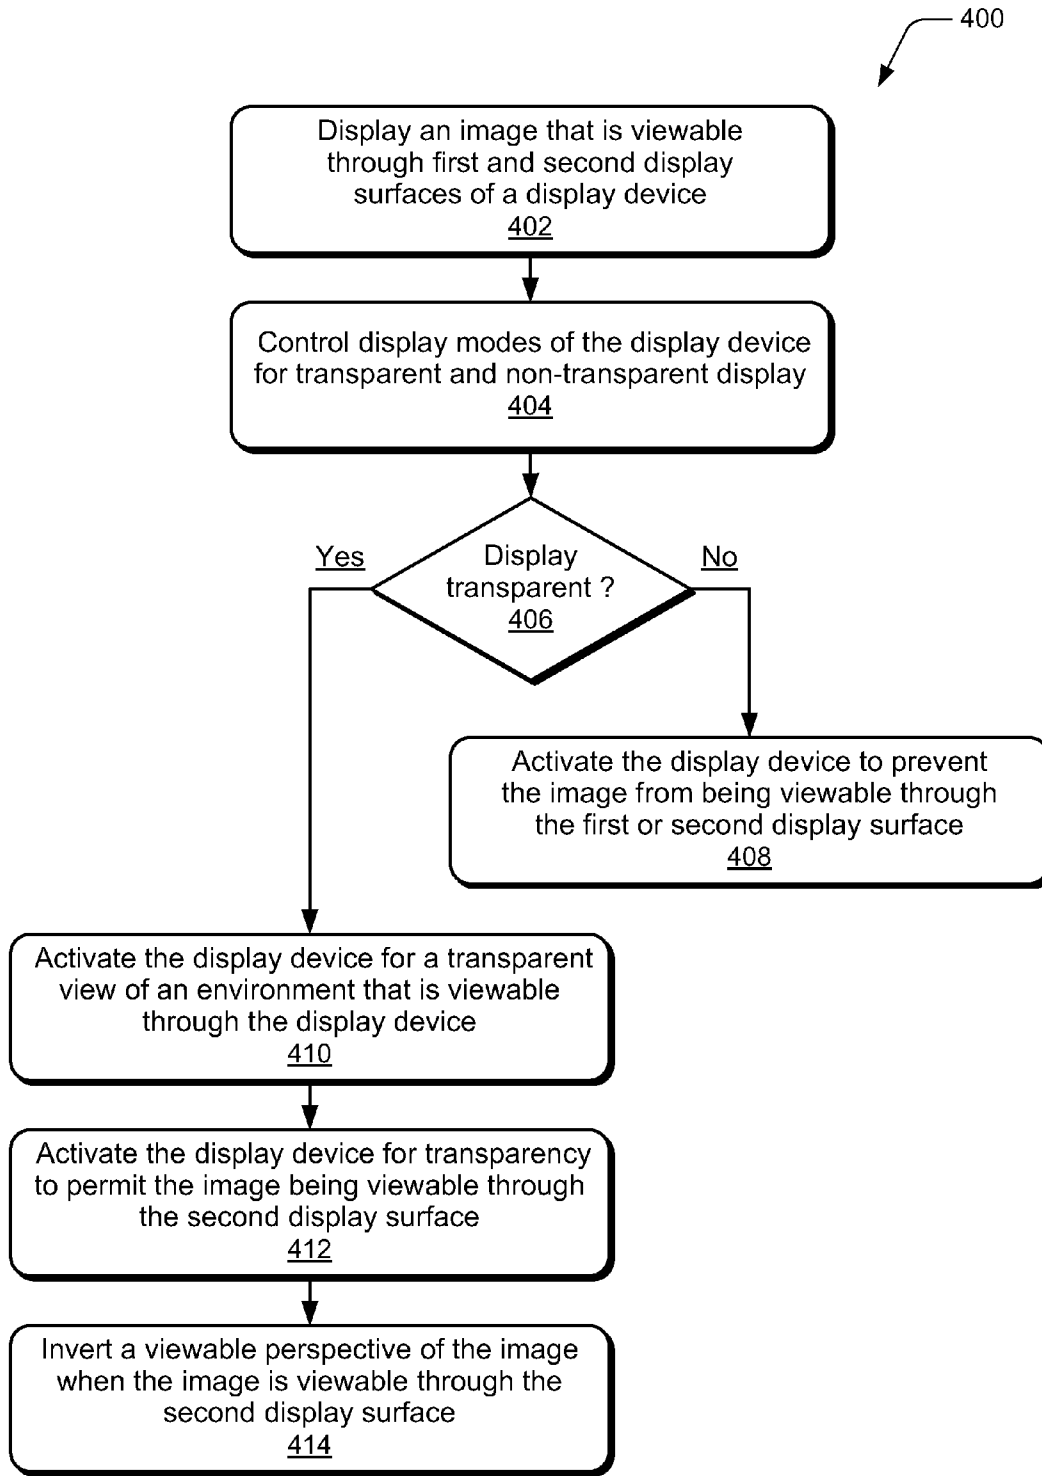 400
Display an image that is viewable
through first and second display
surfaces of a display device
402
Control display modes of the display device
for transparent and non-transparent display
404
Display
transparent ?
406
Yes
No
Activate the display device to prevent
the image from being viewable through
the first or second display surface
408
Activate the display device for a transparent
view of an environment that is viewable
through the display device
410
Activate the display device for transparency
to permit the image being viewable through
the second display surface
412
Invert a viewable perspective of the image
when the image is viewable through the
second display surface
414